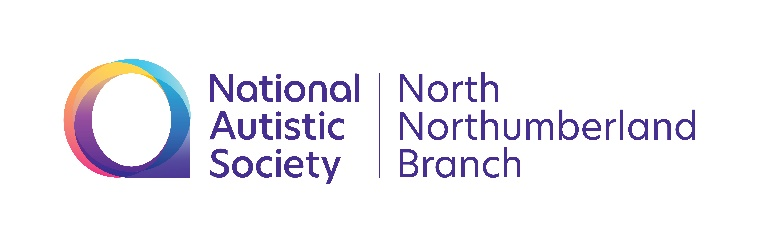 National
Autistic
Society
North
Northumberland
Branch